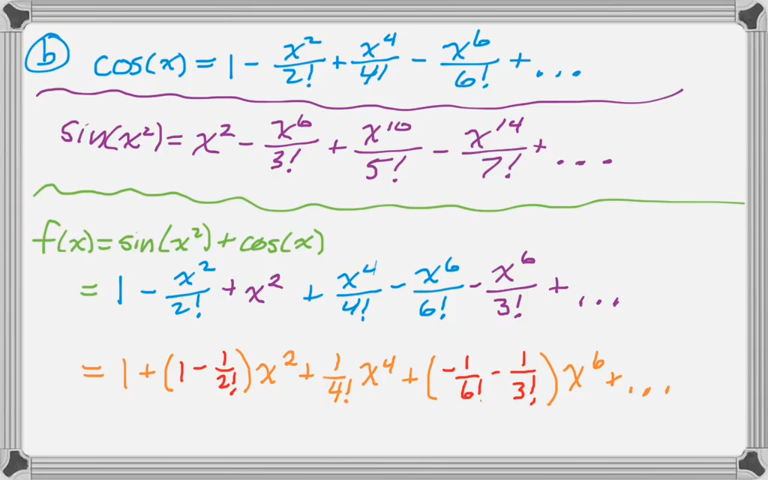 (b) cos(x) = 1 - x²/2! + x⁴/4! - x⁶/6! + ...
sin(x²) = x² - x⁶/3! + x¹⁰/5! - x¹⁴/7! + ...
f(x) = sin(x²) + cos(x)
= 1 - x²/2! + x² + x⁴/4! - x⁶/6! - x⁶/3! + ...
= 1 + (1 - 1/2!)x² + 1/4! x⁴ + (-1/6! - 1/3!)x⁶ + ...